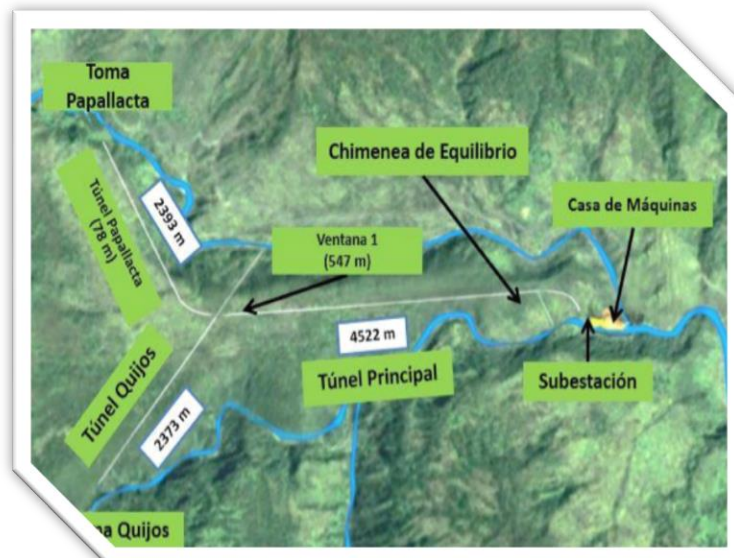 Toma
Papallacta
Chimenea de Equilibrio
Túnel Papallacta
(78 m)
2393 m
Casa de Máquinas
Ventana 1
(547 m)
4522 m
Túnel Principal
Subestación
Túnel Quijos
2373 m
na Quijos